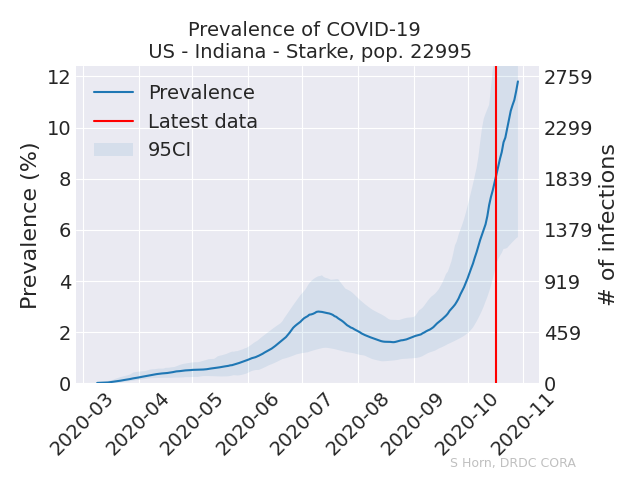 Prevalence of COVID-19
US - Indiana - Starke, pop. 22995
Prevalence
Latest data
95CI
Prevalence (%)
12
10
8
6
4
2
0
2759
2299
1839
1379
919
459
0
# of infections
2020-03
2020-04
2020-05
2020-06
2020-07
2020-08
2020-09
2020-10
2020-11
S Horn, DRDC CORA